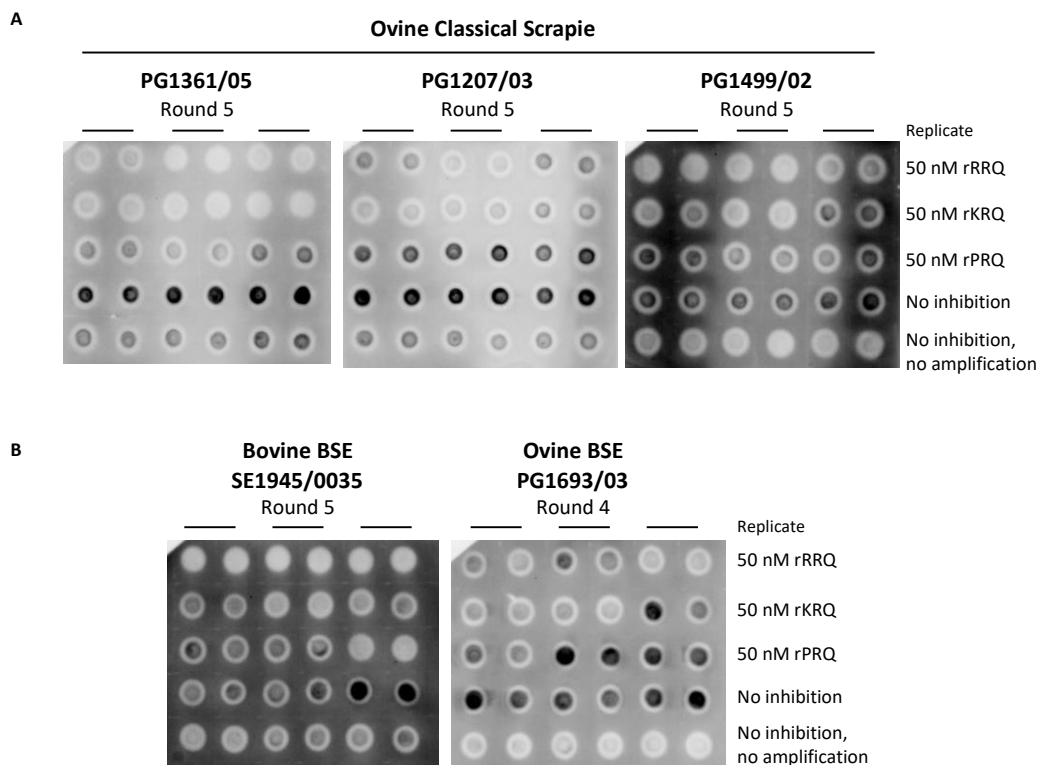 A
Ovine Classical Scrapie
PG1361/05
PG1207/03
PG1499/02
Round 5
Round 5
Round 5
Replicate
50 nM rRRQ
50 nM rKRQ
50 nM rPRQ
No inhibition
No inhibition,
no amplification
B
Bovine BSE
SE1945/0035
Round 5
Ovine BSE
PG1693/03
Round 4
Replicate
50 nM rRRQ
50 nM rKRQ
50 nM rPRQ
No inhibition
No inhibition,
no amplification